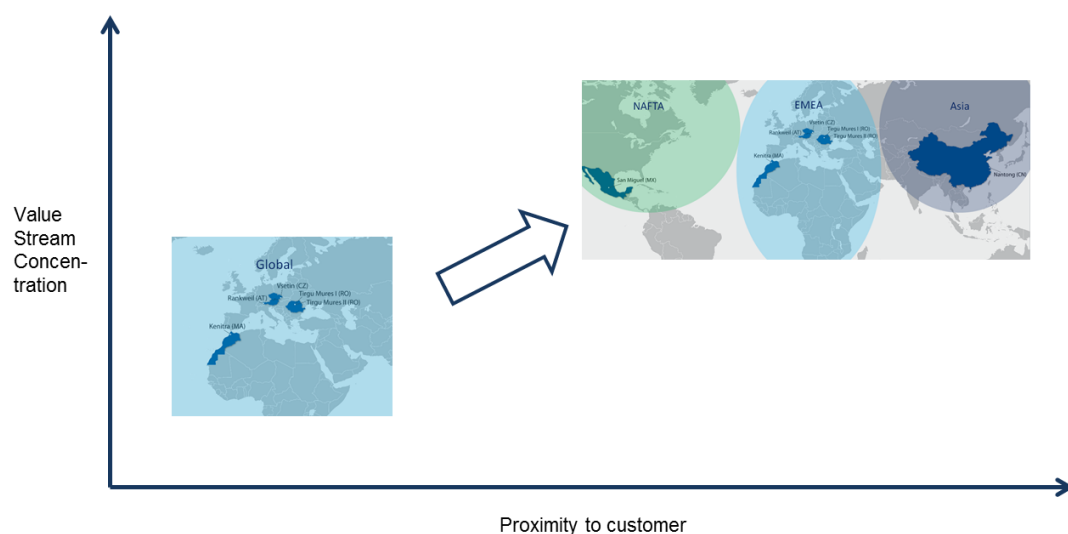 Value
Stream
Concen-
tration
Global
Vsetin (CZ)
Rankweil (AT)
Tirgu Mures I (RO)
Tirgu Mures II (RO)
Kenitra (MA)
NAFTA
San Miguel (MX)
EMEA
Vsetin (CZ)
Rankweil (AT)
Tirgu Mures I (RO)
Tirgu Mures II (RO)
Kenitra (MA)
Asia
Nantong (CN)
Proximity to customer